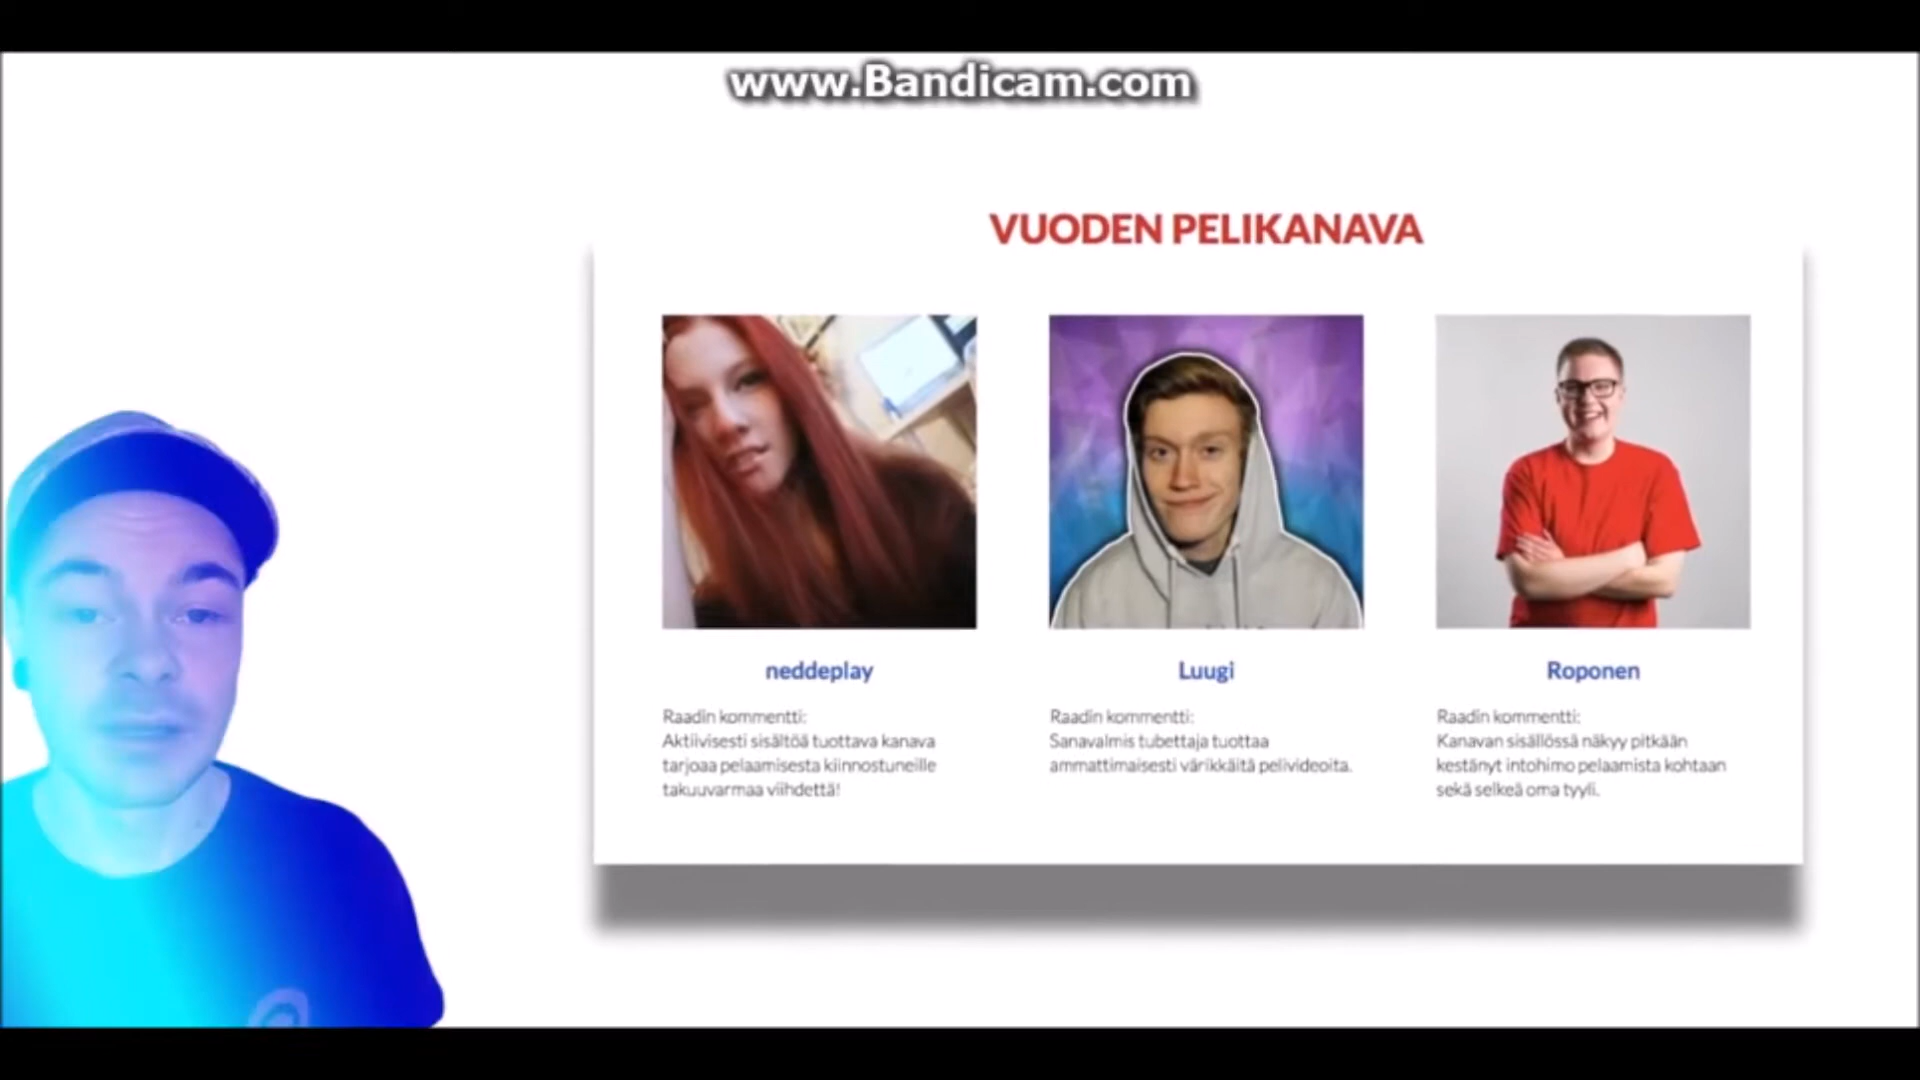 www.Bandicam.com
VUODEN PELIKANAVA
neddeplay
Raadin kommentti:
Aktiivisesti sisältöä tuottava kanava
tarjoaa pelaamisesta kiinnostuneille
takuuvarmaa viihdettä!
Luugi
Raadin kommentti:
Sanavalmis tubettaja tuottaa
ammattimaisesti värikkäitä pelivideoita.
Roponen
Raadin kommentti:
Kanavan sisällössä näkyy pitkään
kestänyt intohimo pelaamista kohtaan
sekä selkeä oma tyyli.